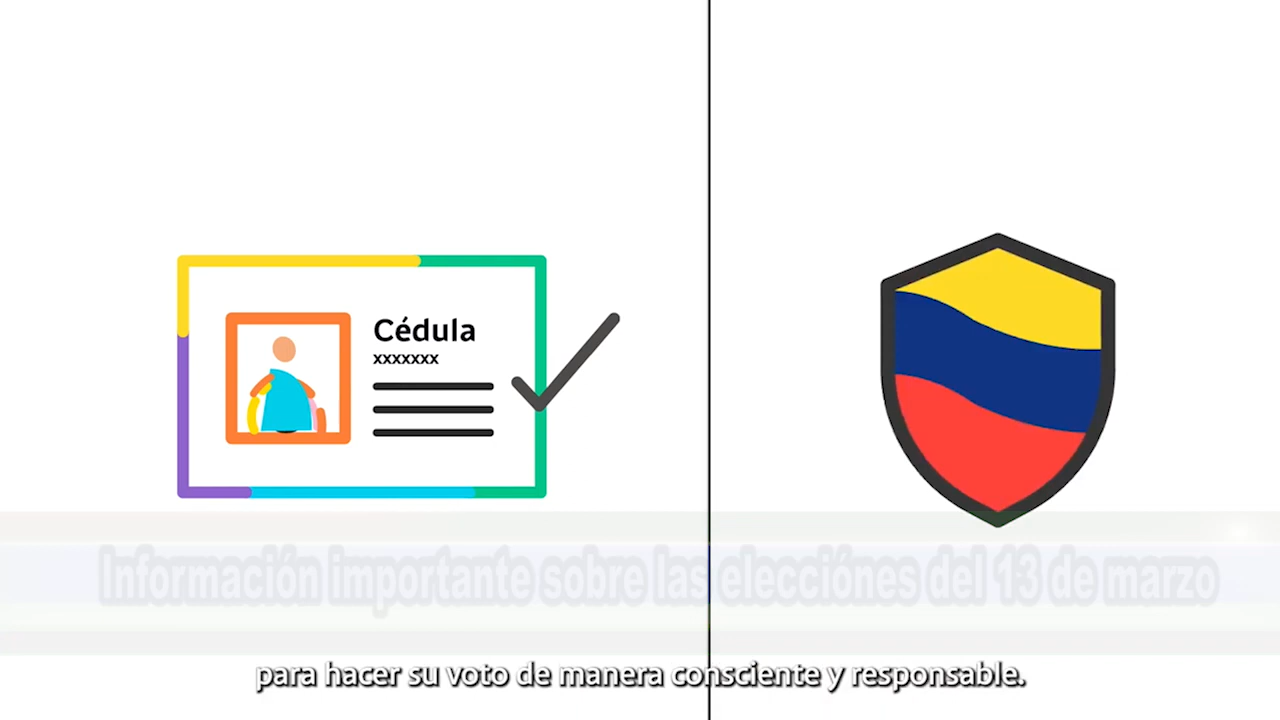 Cédula
xxxxxxx
Información importante sobre las elecciónes del 13 de marzo
para hacer su voto de manera consciente y responsable.